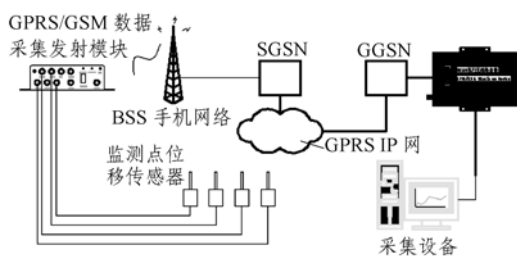 GPRS/GSM 数据
采集发射模块
SGSN
GGSN
BSS 手机网络
GPRS IP 网
监测点位
移传感器
采集设备